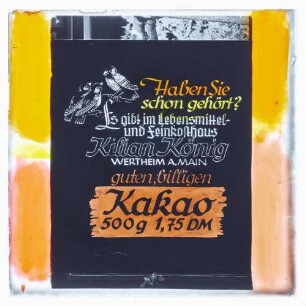 Haben Sie
schon gehört?
Es gibt im Lebensmittel-
und Feinkosthaus
Kilian König
WERTHEIM A. MAIN
guten, billigen
Kakao
500g 1,75 DM